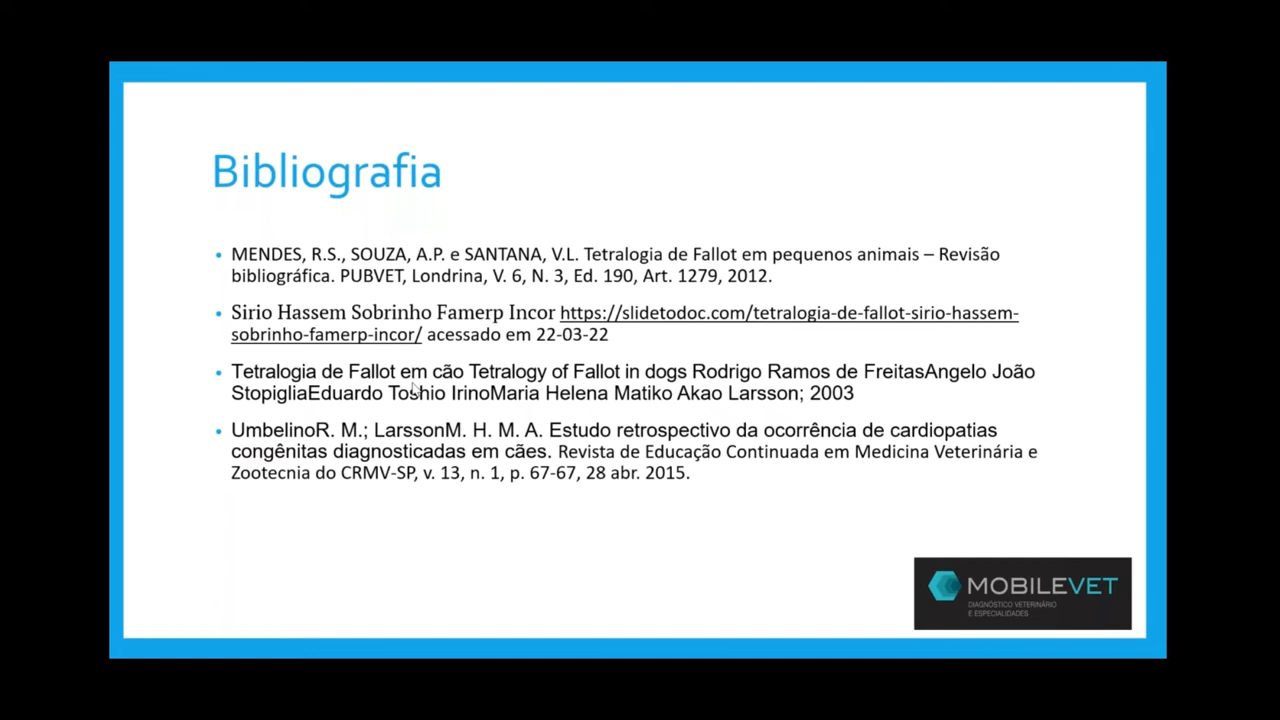 Bibliografia
MENDES, R.S., SOUZA, A.P. e SANTANA, V.L. Tetralogia de Fallot em pequenos animais – Revisão
bibliográfica. PUBVET, Londrina, V. 6, N. 3, Ed. 190, Art. 1279, 2012.
Sirio Hassem Sobrinho Famerp Incor https://slidetodoc.com/tetralogia-de-fallot-sirio-hassem-
sobrinho-famerp-incor/ acessado em 22-03-22
Tetralogia de Fallot em cão Tetralogy of Fallot in dogs Rodrigo Ramos de FreitasAngelo João
StopigliaEduardo Toshio IrinoMaria Helena Matiko Akao Larsson; 2003
UmbelinoR. M.; LarssonM. H. M. A. Estudo retrospectivo da ocorrência de cardiopatias
congênitas diagnosticadas em cães. Revista de Educação Continuada em Medicina Veterinária e
Zootecnia do CRMV-SP, v. 13, n. 1, p. 67-67, 28 abr. 2015.
MOBILEVET
DIAGNÓSTICO VETERINÁRIO
E ESPECIALIDADES